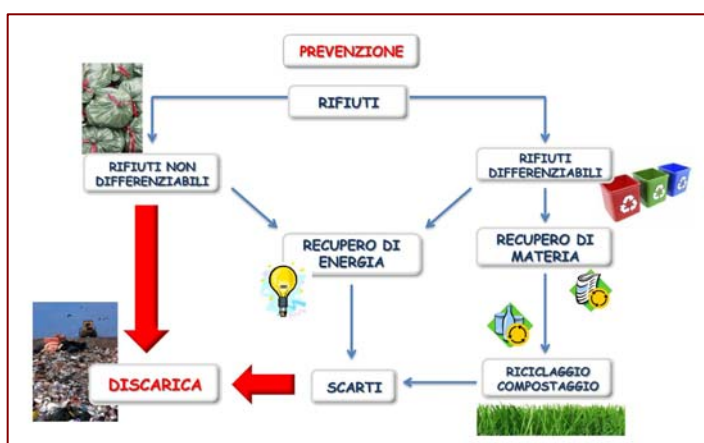 PREVENZIONE
RIFIUTI
RIFIUTI NON
DIFFERENZIABILI
RIFIUTI
DIFFERENZIABILI
RECUPERO DI
ENERGIA
RECUPERO DI
MATERIA
DISCARICA
SCARTI
RICICLAGGIO
COMPOSTAGGIO